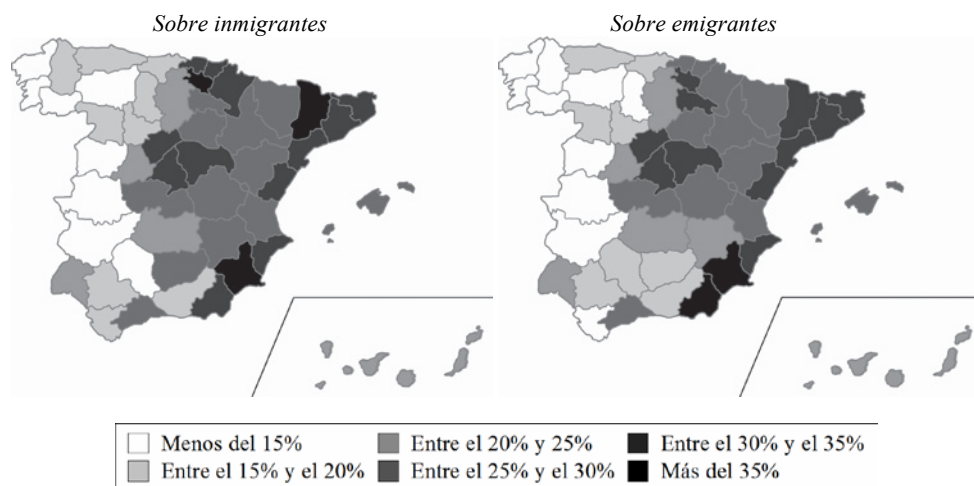 Sobre inmigrantes
Sobre emigrantes
Menos del 15%
Entre el 20% y 25%
Entre el 30% y el 35%
Entre el 15% y el 20%
Entre el 25% y el 30%
Más del 35%